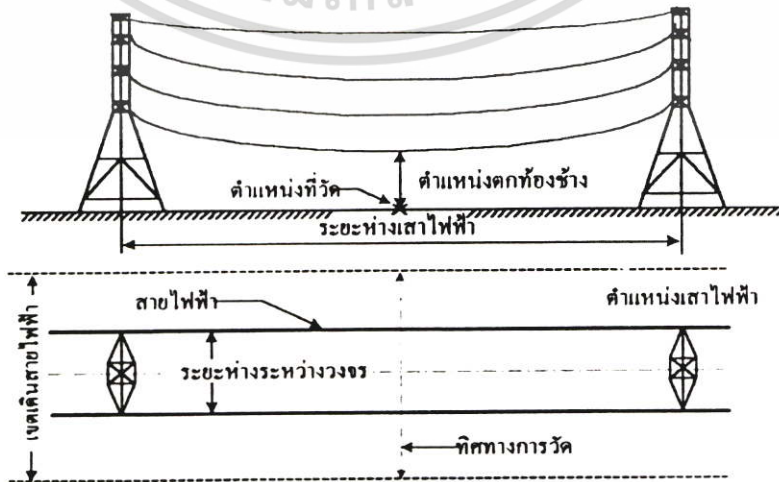 ตำแหน่งที่วัด
ตำแหน่งตกท้องช้าง
ระยะห่างเสาไฟฟ้า
สายไฟฟ้า
ตำแหน่งเสาไฟฟ้า
เขตเดินสายไฟฟ้า
ระยะห่างระหว่างวงจร
ทิศทางการวัด